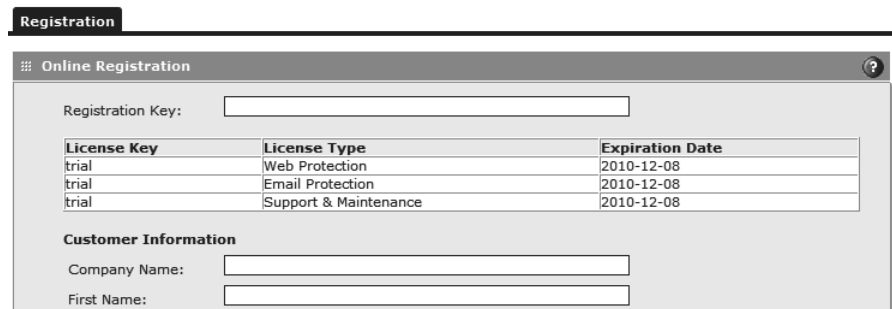 Registration
Online Registration
?
Registration Key:
License Key License Type Expiration Date
trial Web Protection 2010-12-08
trial Email Protection 2010-12-08
trial Support & Maintenance 2010-12-08
Customer Information
Company Name:
First Name: